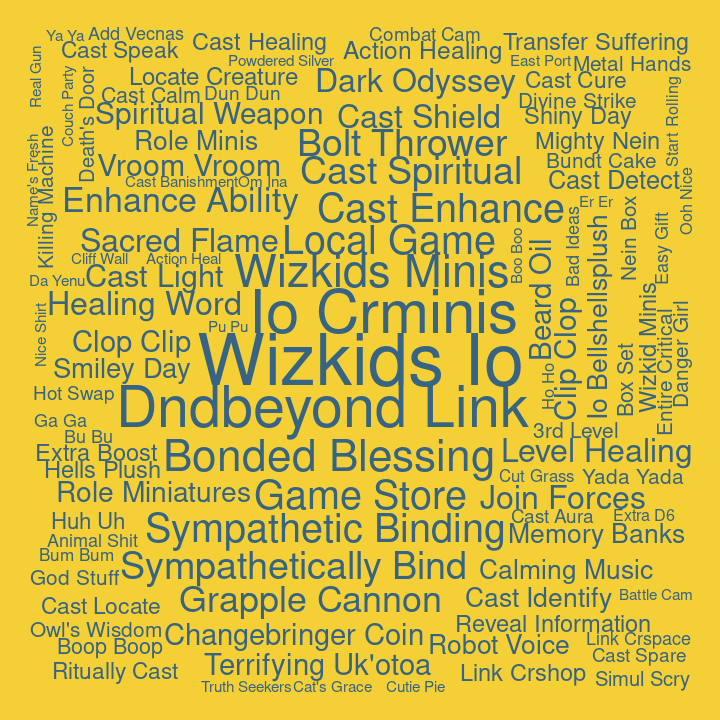 Ya Ya
Add Vecnas
Cast Speak
Cast Healing
Combat Cam
Action Healing
Transfer Suffering
Real Gun
Couch Party
Death's Door
Locate Creature
Powdered Silver
East Port
Metal Hands
Cast Calm
Dun Dun
Dark Odyssey
Cast Cure
Divine Strike
Spiritual Weapon
Cast Shield
Shiny Day
Start Rolling
Role Minis
Bolt Thrower
Mighty Nein
Name's Fresh
Killing Machine
Vroom Vroom
Cast Spiritual
Bundt Cake
Cast Detect
Cast Banishment
Om Ina
Ooh Nice
Enhance Ability
Cast Enhance
Er Er
Nein Box
Sacred Flame
Local Game
Boo Boo
Beard Oil
Bad Ideas
Io Bellshellsplush
Easy Gift
Cliff Wall
Action Heal
Da Yenu
Cast Light
Wizkids Minis
Healing Word
Io Crminis
Clip Clop
Wizkid Minis
Nice Shirt
Pu Pu
Clop Clip
Wizkids Io
Box Set
Entire Critical
Danger Girl
Smiley Day
Ho Ho
Hot Swap
Dndbeyond Link
Ga Ga
Bu Bu
3rd Level
Extra Boost
Bonded Blessing
Level Healing
Hells Plush
Cut Grass
Yada Yada
Role Miniatures
Game Store
Join Forces
Huh Uh
Sympathetic Binding
Cast Aura
Extra D6
Animal Shit
Memory Banks
Bum Bum
God Stuff
Sympathetically Bind
Calming Music
Cast Locate
Grapple Cannon
Cast Identify
Battle Cam
Owl's Wisdom
Changebringer Coin
Reveal Information
Boop Boop
Robot Voice
Link Crspace
Cast Spare
Ritually Cast
Terrifying Uk'otoa
Link Crshop
Simul Scry
Truth Seekers
Cat's Grace
Cutie Pie